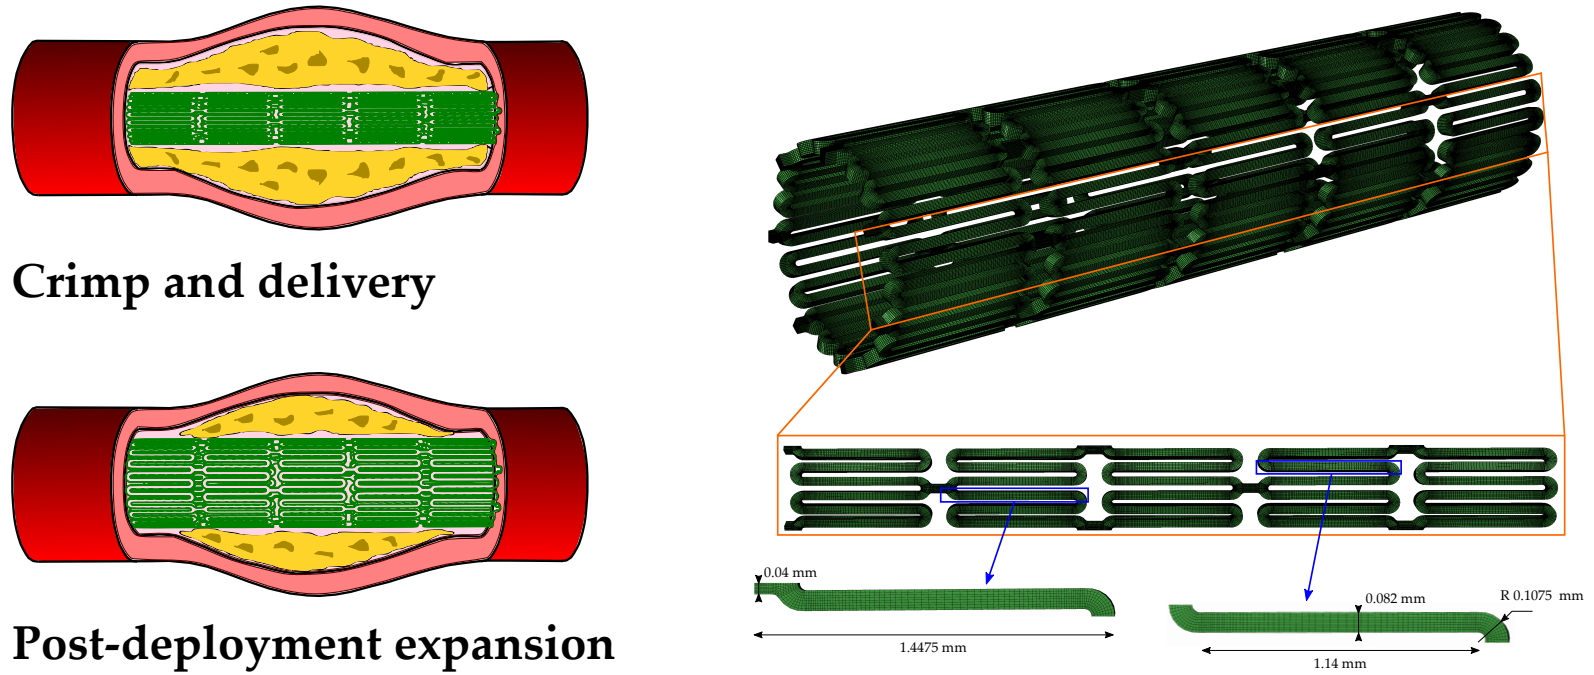 Crimp and delivery
Post-deployment expansion
0.04 mm
1.4475 mm
0.082 mm
R 0.1075 mm
1.14 mm